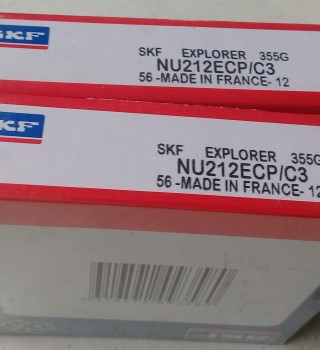 SKF
SKF EXPLORER 355G
NU212ECP/C3
56 -MADE IN FRANCE- 12
SKF
SKF EXPLORER 355G
NU212ECP/C3
56 -MADE IN FRANCE- 12
SKF